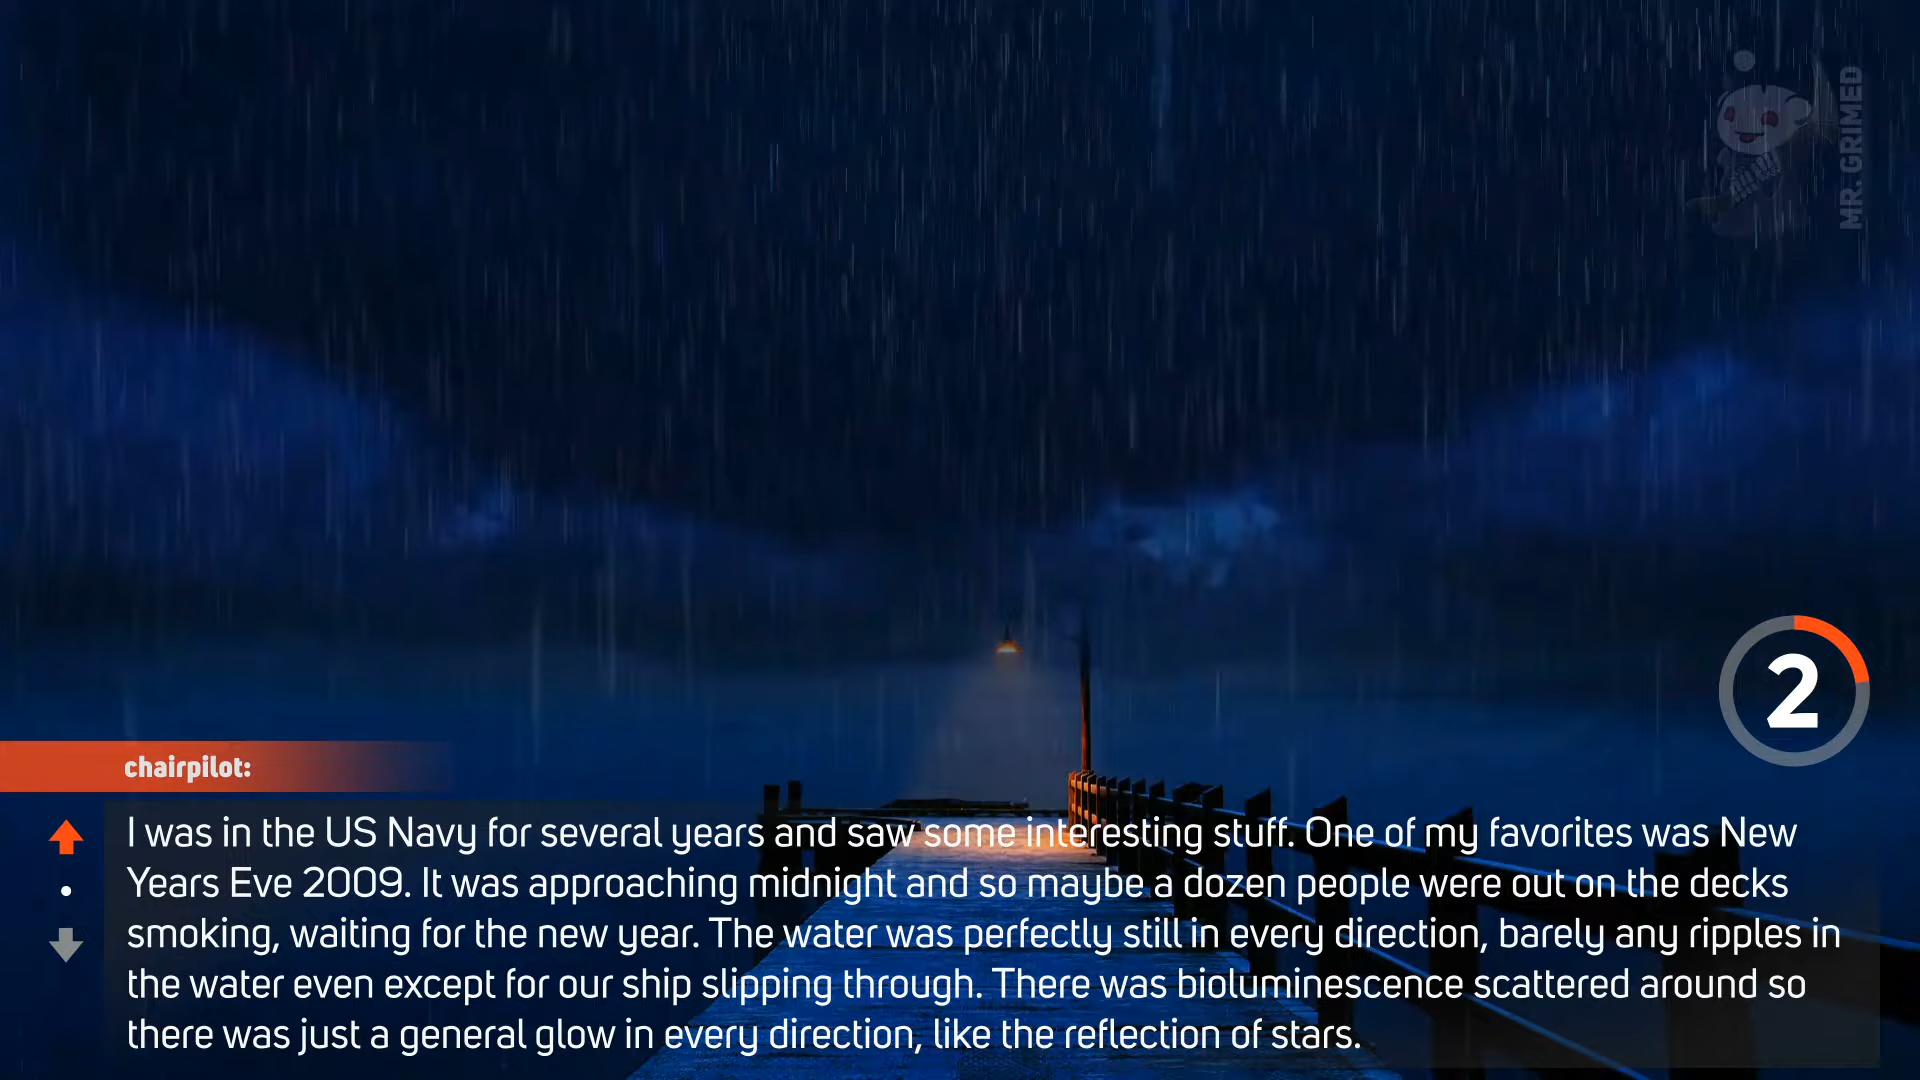 MR. GRIMED
2
chairpilot:
I was in the US Navy for several years and saw some interesting stuff. One of my favorites was New
Years Eve 2009. It was approaching midnight and so maybe a dozen people were out on the decks
smoking, waiting for the new year. The water was perfectly still in every direction, barely any ripples in
the water even except for our ship slipping through. There was bioluminescence scattered around so
there was just a general glow in every direction, like the reflection of stars.